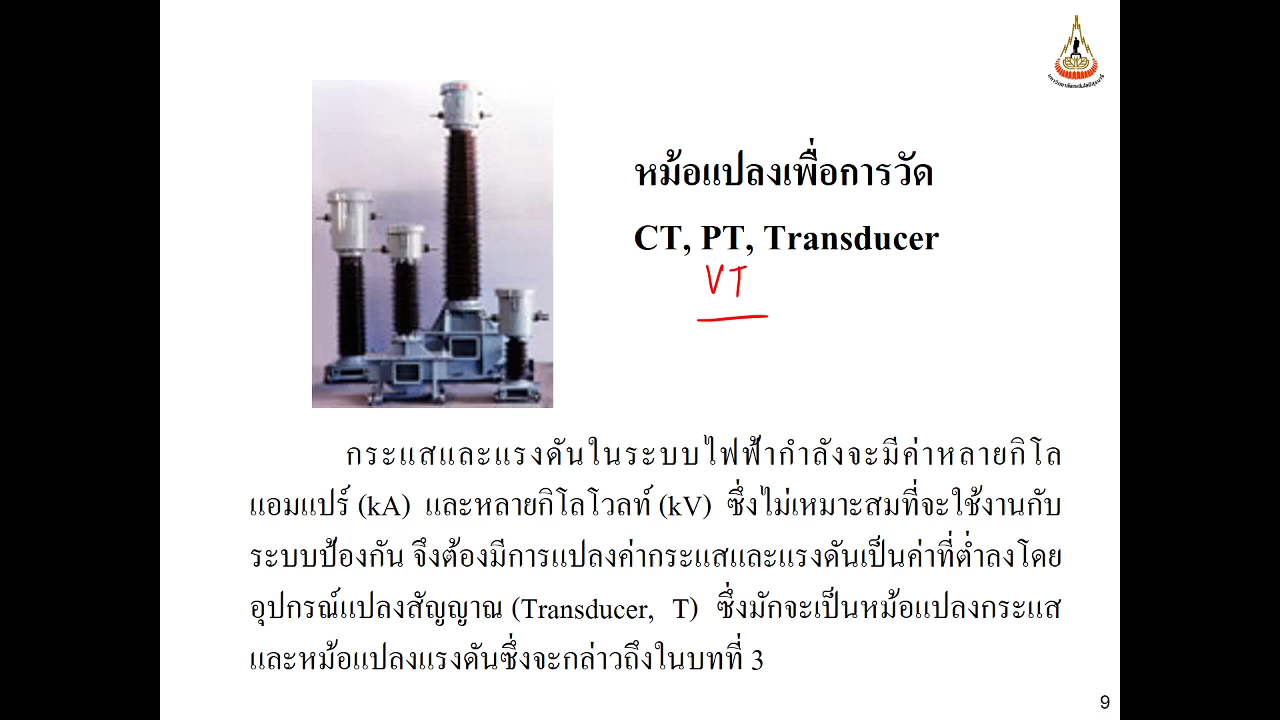 หม้อแปลงเพื่อการวัด
CT, PT, Transducer
VT
กระแสและแรงดันในระบบไฟฟ้ากำลังจะมีค่าหลายกิโล
แอมแปร์ (kA) และหลายกิโลโวลท์ (kV) ซึ่งไม่เหมาะสมที่จะใช้งานกับ
ระบบป้องกัน จึงต้องมีการแปลงค่ากระแสและแรงดันเป็นค่าที่ต่ำลงโดย
อุปกรณ์แปลงสัญญาณ (Transducer, T) ซึ่งมักจะเป็นหม้อแปลงกระแส
และหม้อแปลงแรงดันซึ่งจะกล่าวถึงในบทที่ 3
9